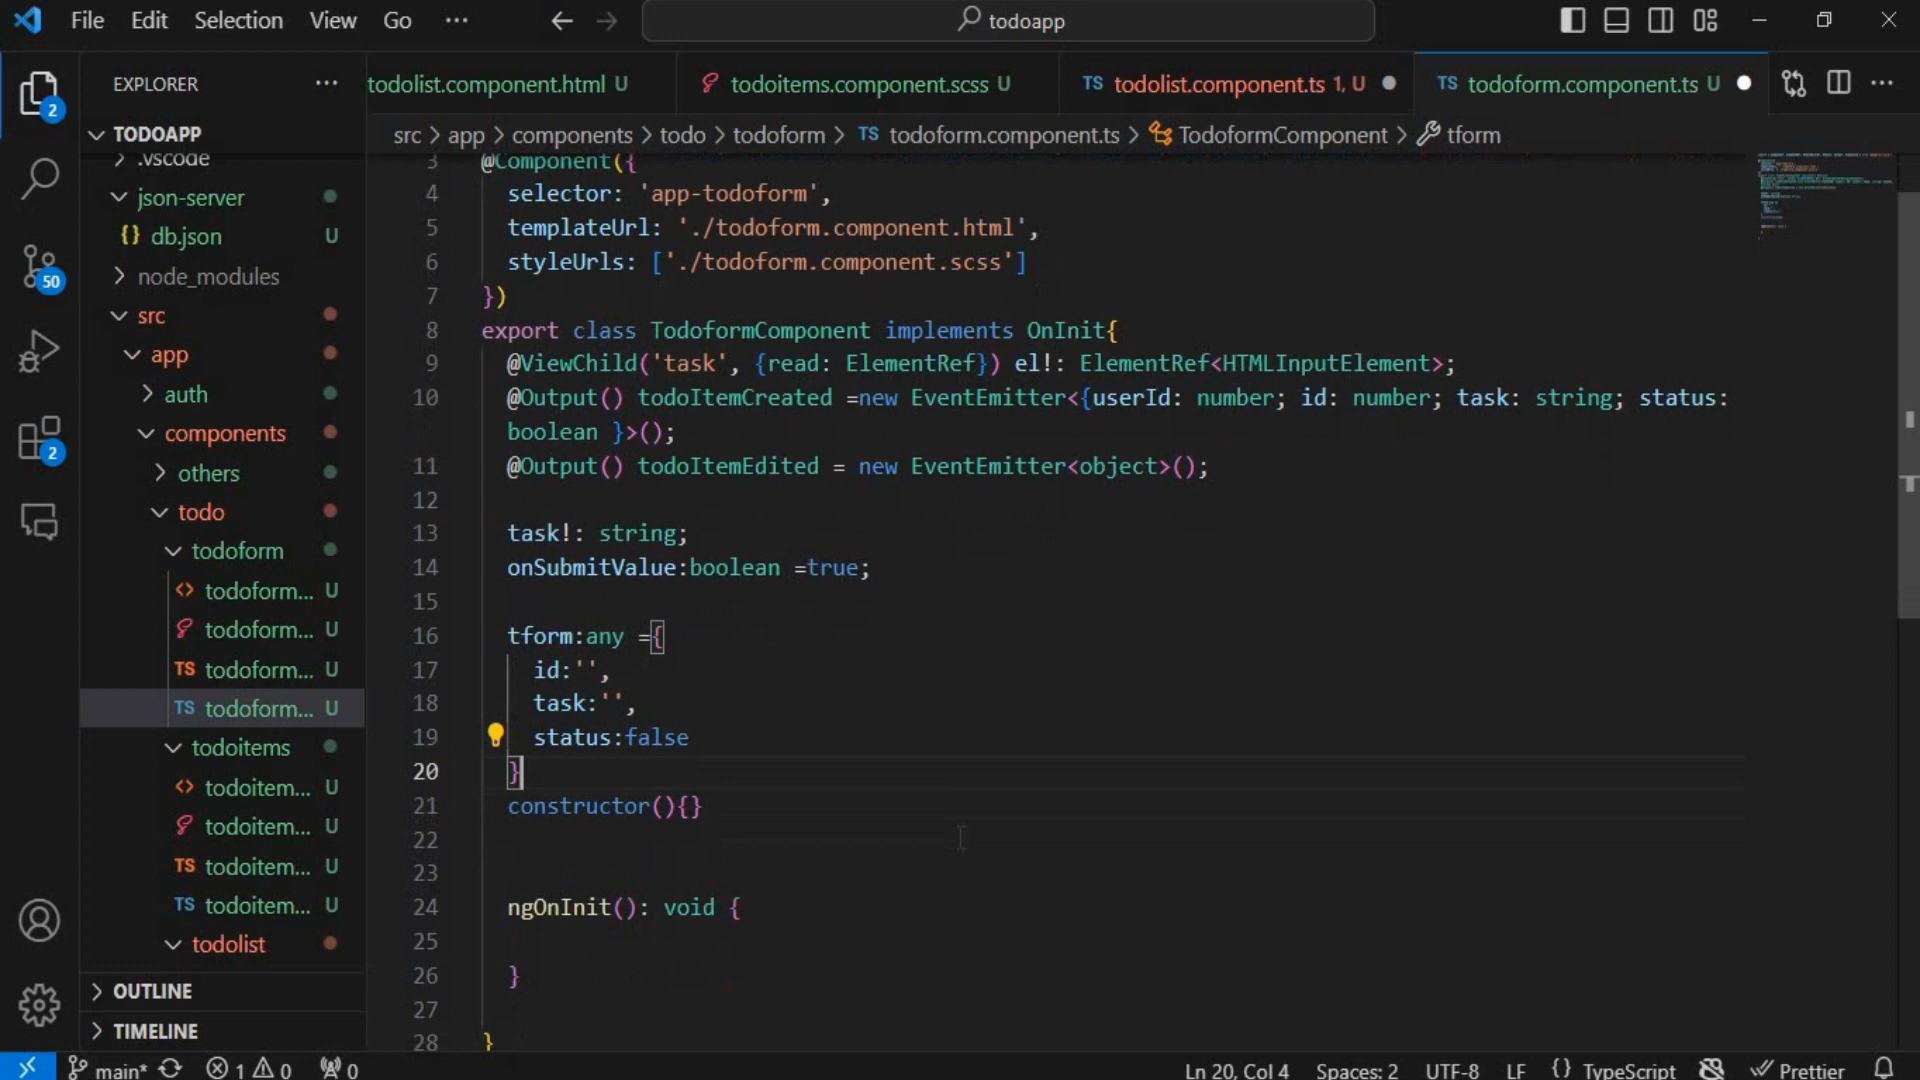 File Edit Selection View Go ··· todoapp
EXPLORER ···
todolist.component.html U
todoitems.component.scss U
TS todolist.component.ts 1, U
TS todoform.component.ts U
src > app > components > todo > todoform > TS todoform.component.ts > TodoformComponent > tform
TODOAPP
.vscode
json-server
{} db.json U
node_modules
src
app
auth
components
others
todo
todoform
<> todoform... U
todoform... U
TS todoform... U
TS todoform... U
todoitems
<> todoitem... U
todoitem... U
TS todoitem... U
TS todoitem... U
todolist
OUTLINE
TIMELINE
2
50
2
3 @Component({
4 selector: 'app-todoform',
5 templateUrl: './todoform.component.html',
6 styleUrls: ['./todoform.component.scss']
7 })
8 export class TodoformComponent implements OnInit{
9 @ViewChild('task', {read: ElementRef}) el!: ElementRef<HTMLInputElement>;
10 @Output() todoItemCreated =new EventEmitter<{userId: number; id: number; task: string; status:
boolean }>();
11 @Output() todoItemEdited = new EventEmitter<object>();
12
13 task!: string;
14 onSubmitValue:boolean =true;
15
16 tform:any ={
17 id:'',
18 task:'',
19 status:false
20 }
21 constructor(){}
22
23
24 ngOnInit(): void {
25
26 }
27
28 }
main* 1 0 0 Ln 20, Col 4 Spaces: 2 UTF-8 LF {} TypeScript Prettier